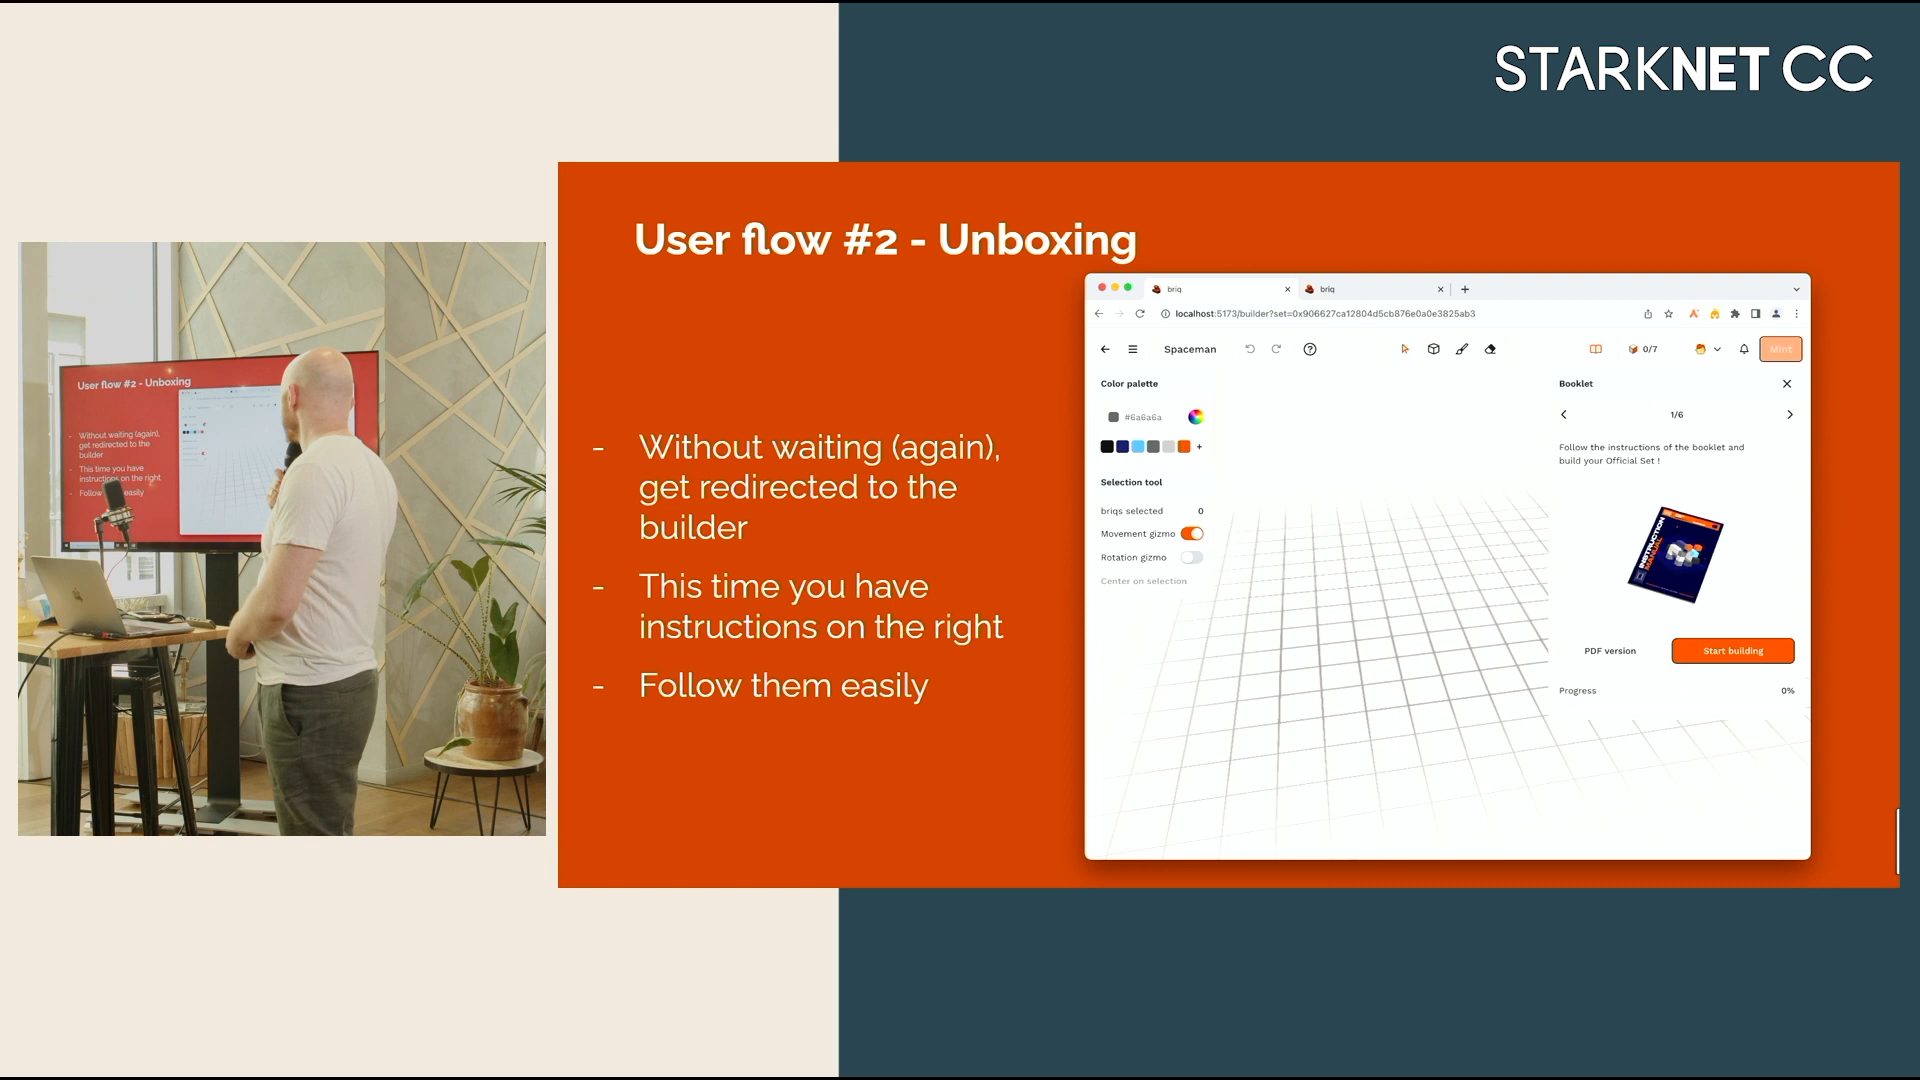 STARKNET CC
User flow #2 - Unboxing
- Without waiting (again),
get redirected to the
builder
- This time you have
instructions on the right
- Follow them easily
briq
briq
localhost:5173/builder?set=0x906627ca12804d5cb876e0a0e3825ab3
Spaceman
0/7
Mint
Color palette
#6a6a6a
+
Selection tool
briqs selected 0
Movement gizmo
Rotation gizmo
Center on selection
Booklet
1/6
Follow the instructions of the booklet and
build your Official Set !
INSTRUCTION
MANUAL
PDF version
Start building
Progress 0%
User flow #2 - Unboxing
- Without waiting (again),
get redirected to the
builder
- This time you have
instructions on the right
- Follow easily